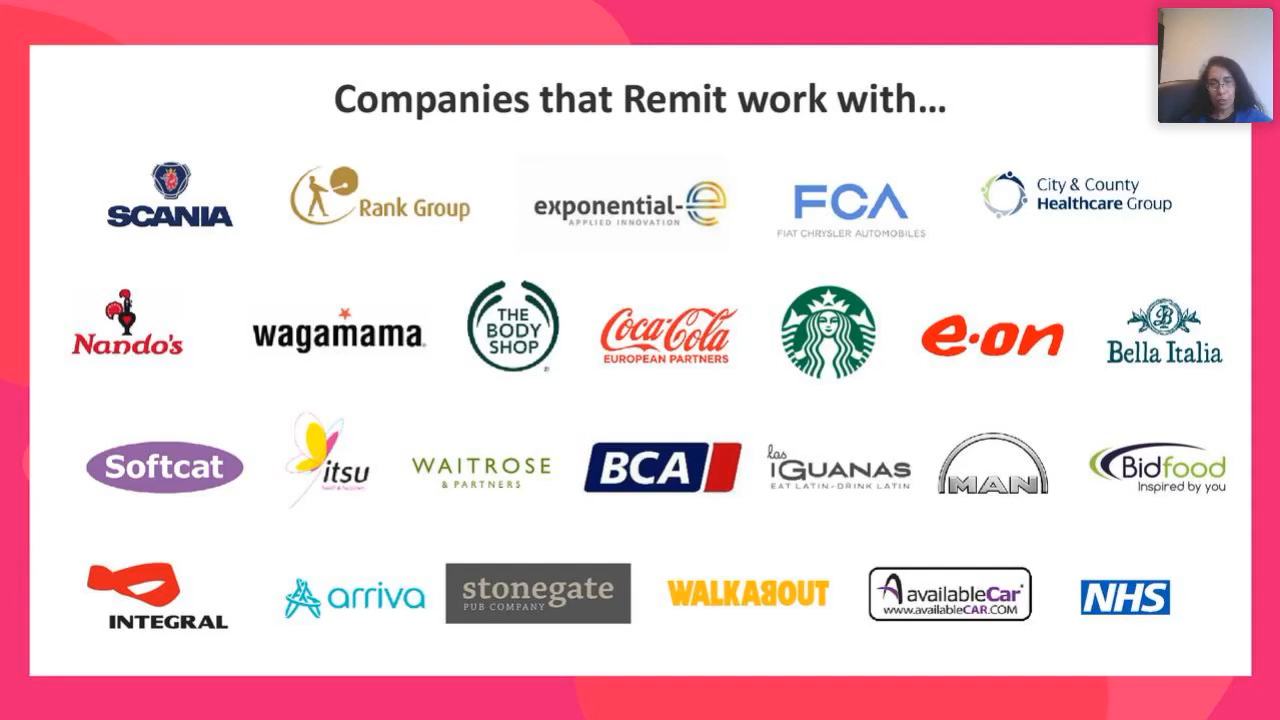 Companies that Remit work with...
SCANIA
Rank Group
exponential-e
APPLIED INNOVATION
FCA
FIAT CHRYSLER AUTOMOBILES
City & County
Healthcare Group
Nando's
wagamama
THE
BODY
SHOP
Coca-Cola
EUROPEAN PARTNERS
e·on
BI
Bella Italia
Softcat
itsu
WAITROSE
& PARTNERS
BCA
las
iGUANAS
EAT LATIN-DRINK LATIN
MAN
Bidfood
Inspired by you
INTEGRAL
arriva
stonegate
PUB COMPANY
WALKABOUT
availableCar
www.availableCAR.COM
NHS